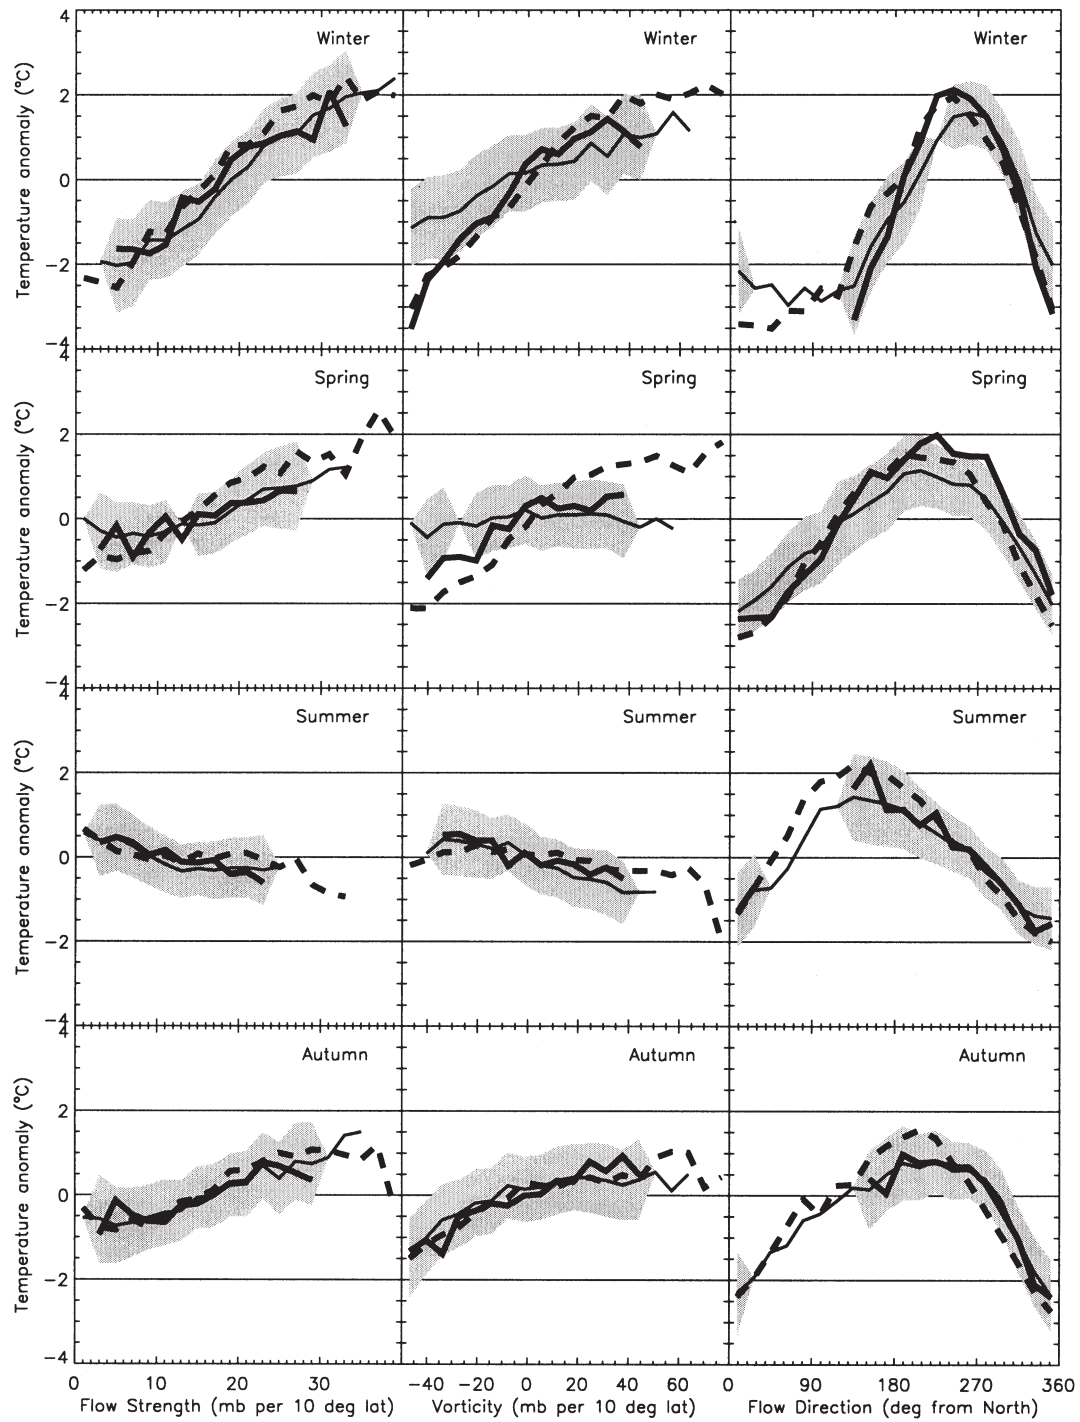 4
2
0
−2
−4
Temperature anomaly (°C)
Winter
Winter
Winter
4
2
0
−2
−4
Temperature anomaly (°C)
Spring
Spring
Spring
4
2
0
−2
−4
Temperature anomaly (°C)
Summer
Summer
Summer
4
2
0
−2
−4
Temperature anomaly (°C)
Autumn
Autumn
Autumn
0 10 20 30
−40 −20 0 20 40 60
0 90 180 270 360
Flow Strength (mb per 10 deg lat)
Vorticity (mb per 10 deg lat)
Flow Direction (deg from North)